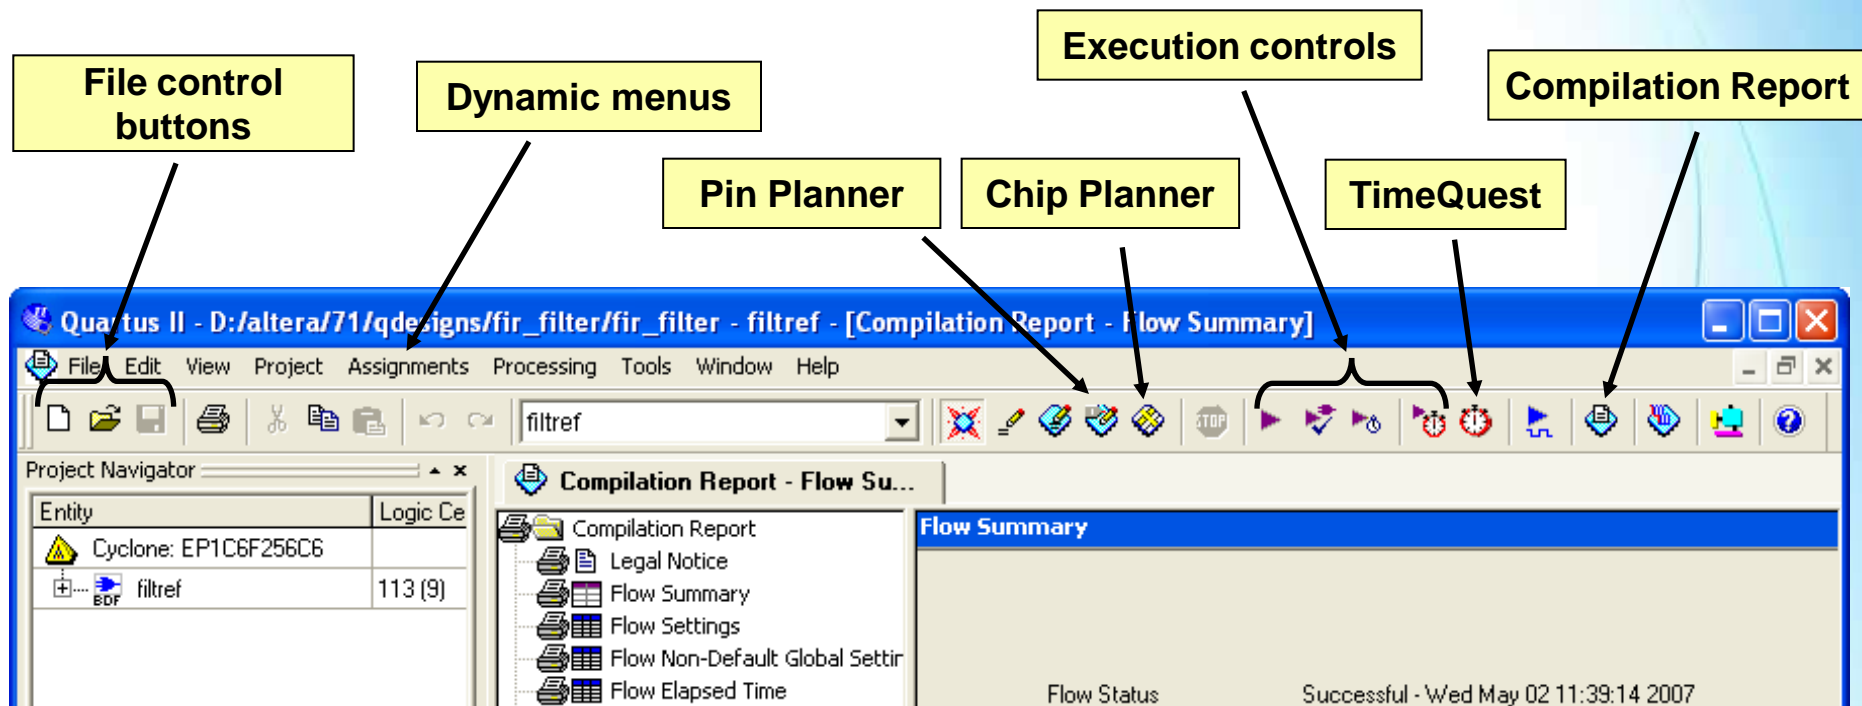 Execution controls
File control
buttons
Dynamic menus
Compilation Report
Pin Planner
Chip Planner
TimeQuest
Quartus II - D:/altera/71/qdesigns/fir_filter/fir_filter - filtref - [Compilation Report - Flow Summary]
File Edit View Project Assignments Processing Tools Window Help
filtref
STOP
Project Navigator
Compilation Report - Flow Su...
Entity Logic Ce
Cyclone: EP1C6F256C6
BDF filtref 113 (9)
Compilation Report
Legal Notice
Flow Summary
Flow Settings
Flow Non-Default Global Settin
Flow Elapsed Time
Flow Summary
Flow Status Successful - Wed May 02 11:39:14 2007